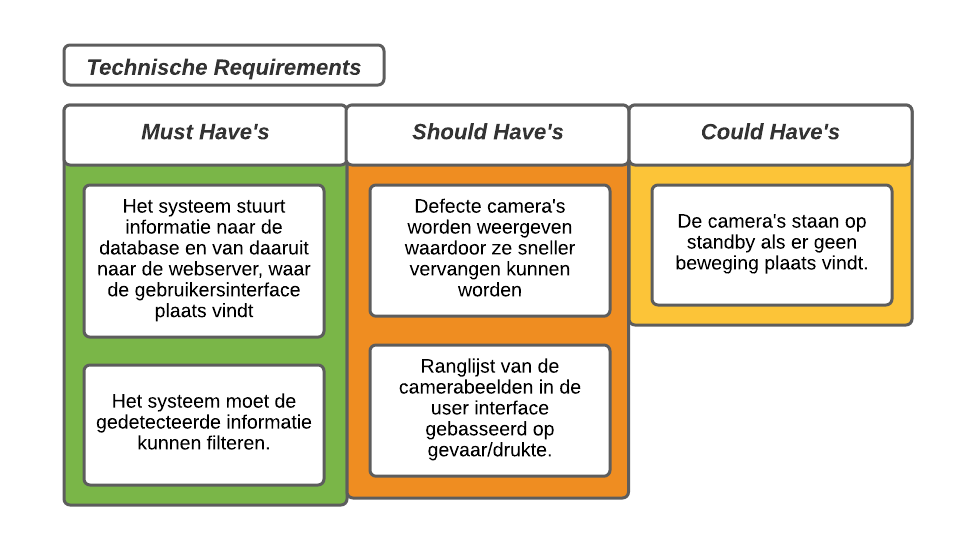 Technische Requirements
Must Have's
Should Have's
Could Have's
Het systeem stuurt
informatie naar de
database en van daaruit
naar de webserver, waar
de gebruikersinterface
plaats vindt
Het systeem moet de
gedetecteerde informatie
kunnen filteren.
Defecte camera's
worden weergeven
waardoor ze sneller
vervangen kunnen
worden
Ranglijst van de
camerabeelden in de
user interface
gebasseerd op
gevaar/drukte.
De camera's staan op
standby als er geen
beweging plaats vindt.